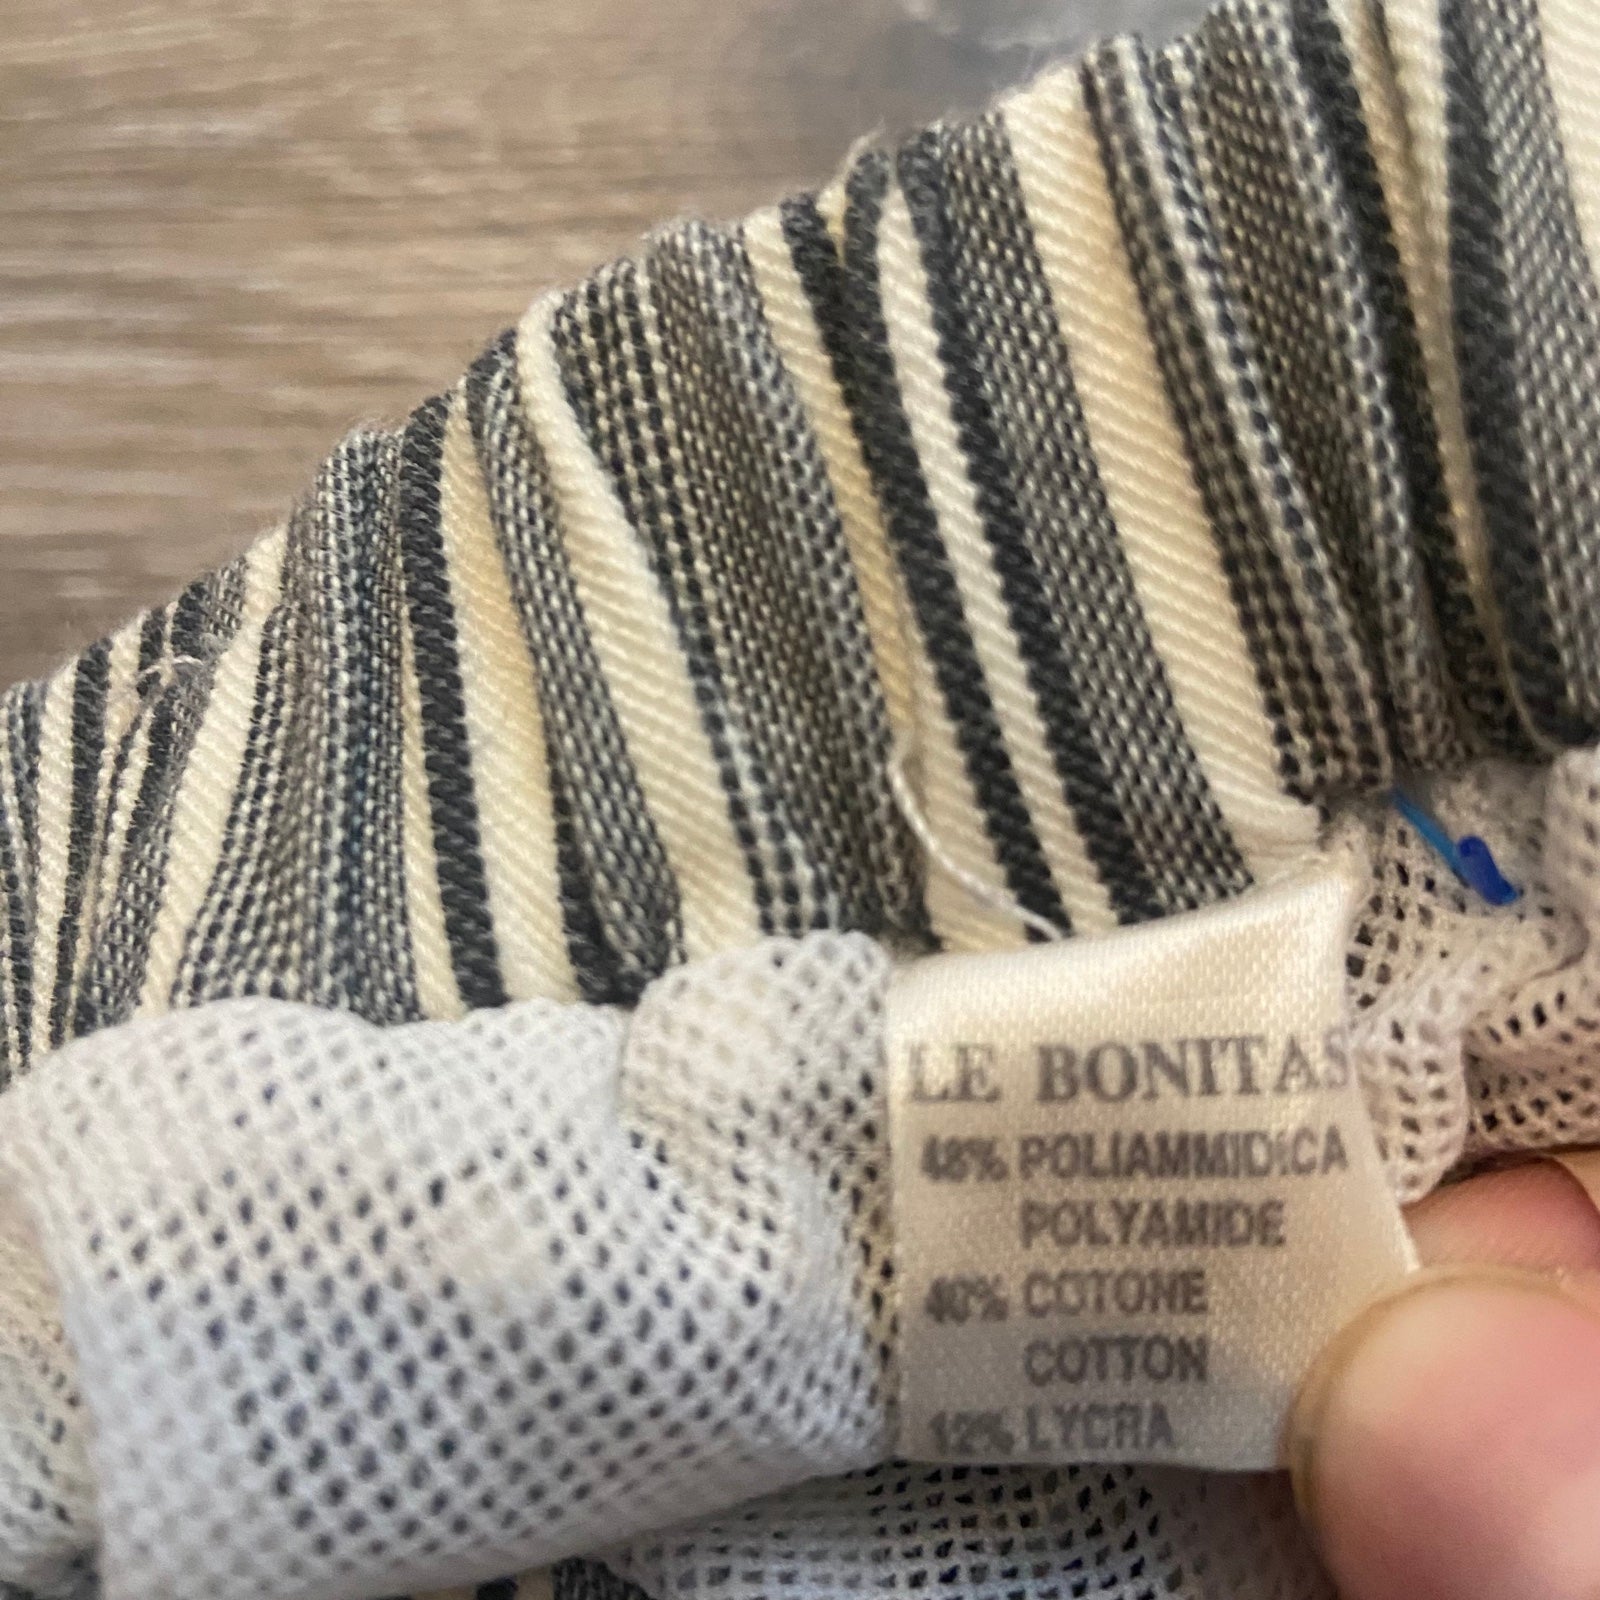 LE BONITAS
48% POLIAMMIDICA
POLYAMIDE
40% COTONE
COTTON
12% LYCRA